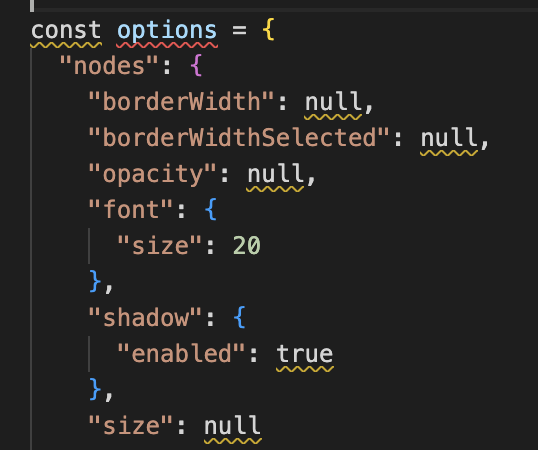 const options = {
"nodes": {
"borderWidth": null,
"borderWidthSelected": null,
"opacity": null,
"font": {
"size": 20
},
"shadow": {
"enabled": true
},
"size": null